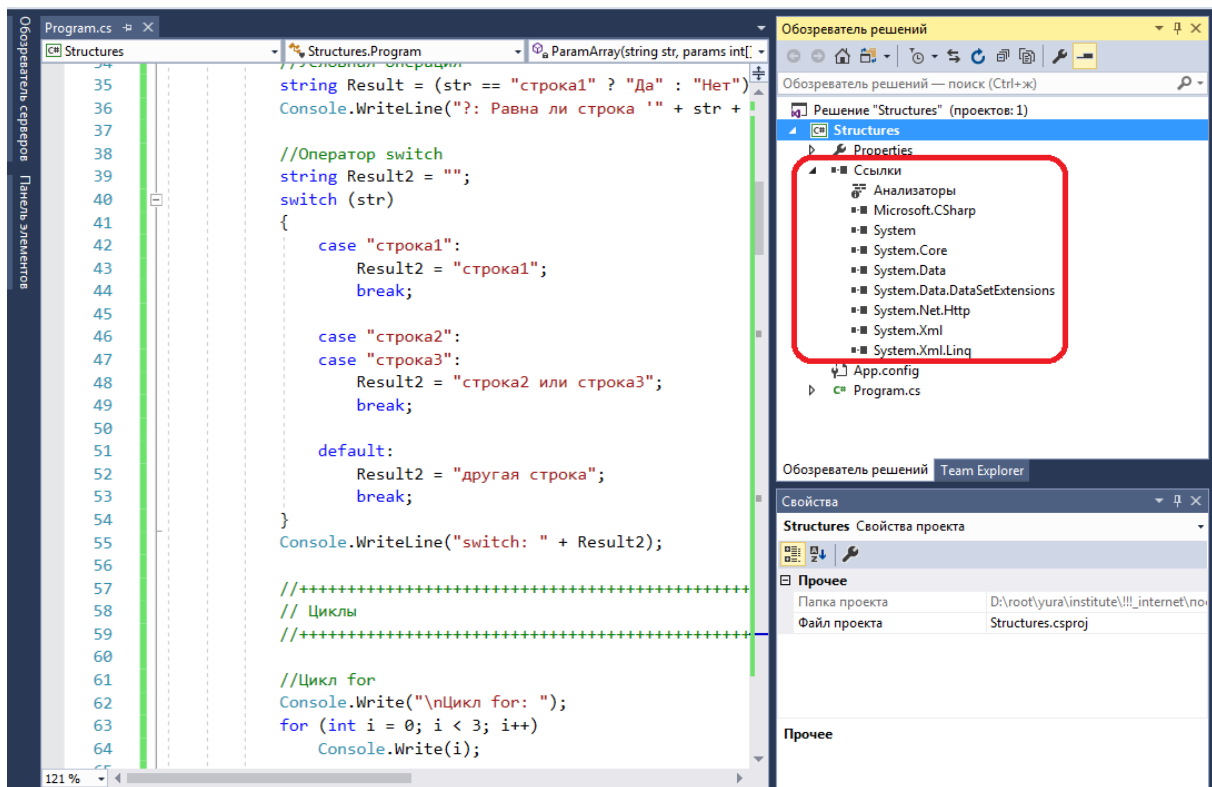 Обозреватель серверов
Панель элементов
Program.cs
C# Structures
Structures.Program
ParamArray(string str, params int[]
34 //Условная операция
35 string Result = (str == "строка1" ? "Да" : "Нет")
36 Console.WriteLine("?: Равна ли строка '" + str +
37
38 //Оператор switch
39 string Result2 = "";
40 switch (str)
41 {
42 case "строка1":
43 Result2 = "строка1";
44 break;
45
46 case "строка2":
47 case "строка3":
48 Result2 = "строка2 или строка3";
49 break;
50
51 default:
52 Result2 = "другая строка";
53 break;
54 }
55 Console.WriteLine("switch: " + Result2);
56
57 //+++++++++++++++++++++++++++++++++++++++++++++++
58 // Циклы
59 //+++++++++++++++++++++++++++++++++++++++++++++++
60
61 //Цикл for
62 Console.Write("\nЦикл for: ");
63 for (int i = 0; i < 3; i++)
64 Console.Write(i);
65
121 %
Обозреватель решений
Обозреватель решений — поиск (Ctrl+ж)
Решение "Structures" (проектов: 1)
C# Structures
Properties
Ссылки
Анализаторы
Microsoft.CSharp
System
System.Core
System.Data
System.Data.DataSetExtensions
System.Net.Http
System.Xml
System.Xml.Linq
App.config
C# Program.cs
Обозреватель решений
Team Explorer
Свойства
Structures Свойства проекта
Прочее
Папка проекта D:\root\yura\institute\!!!_internet\по
Файл проекта Structures.csproj
Прочее